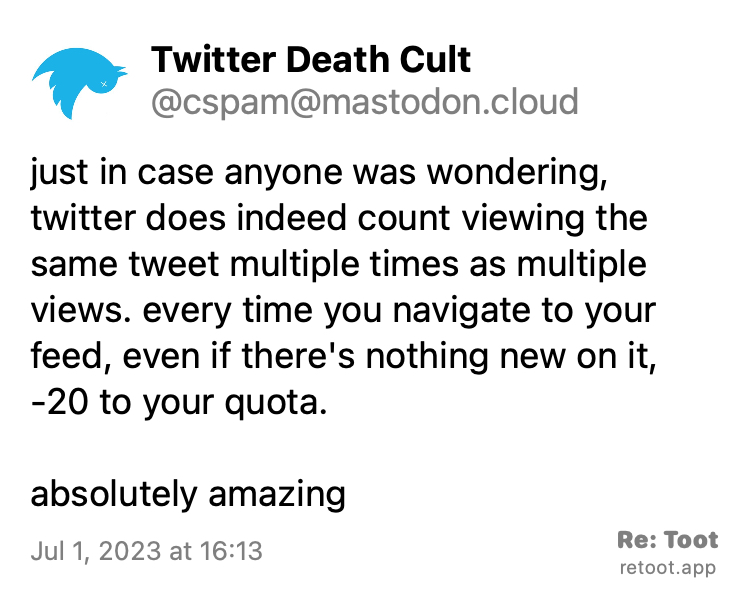 Twitter Death Cult
@cspam@mastodon.cloud
just in case anyone was wondering,
twitter does indeed count viewing the
same tweet multiple times as multiple
views. every time you navigate to your
feed, even if there's nothing new on it,
-20 to your quota.
absolutely amazing
Jul 1, 2023 at 16:13
Re: Toot
retoot.app